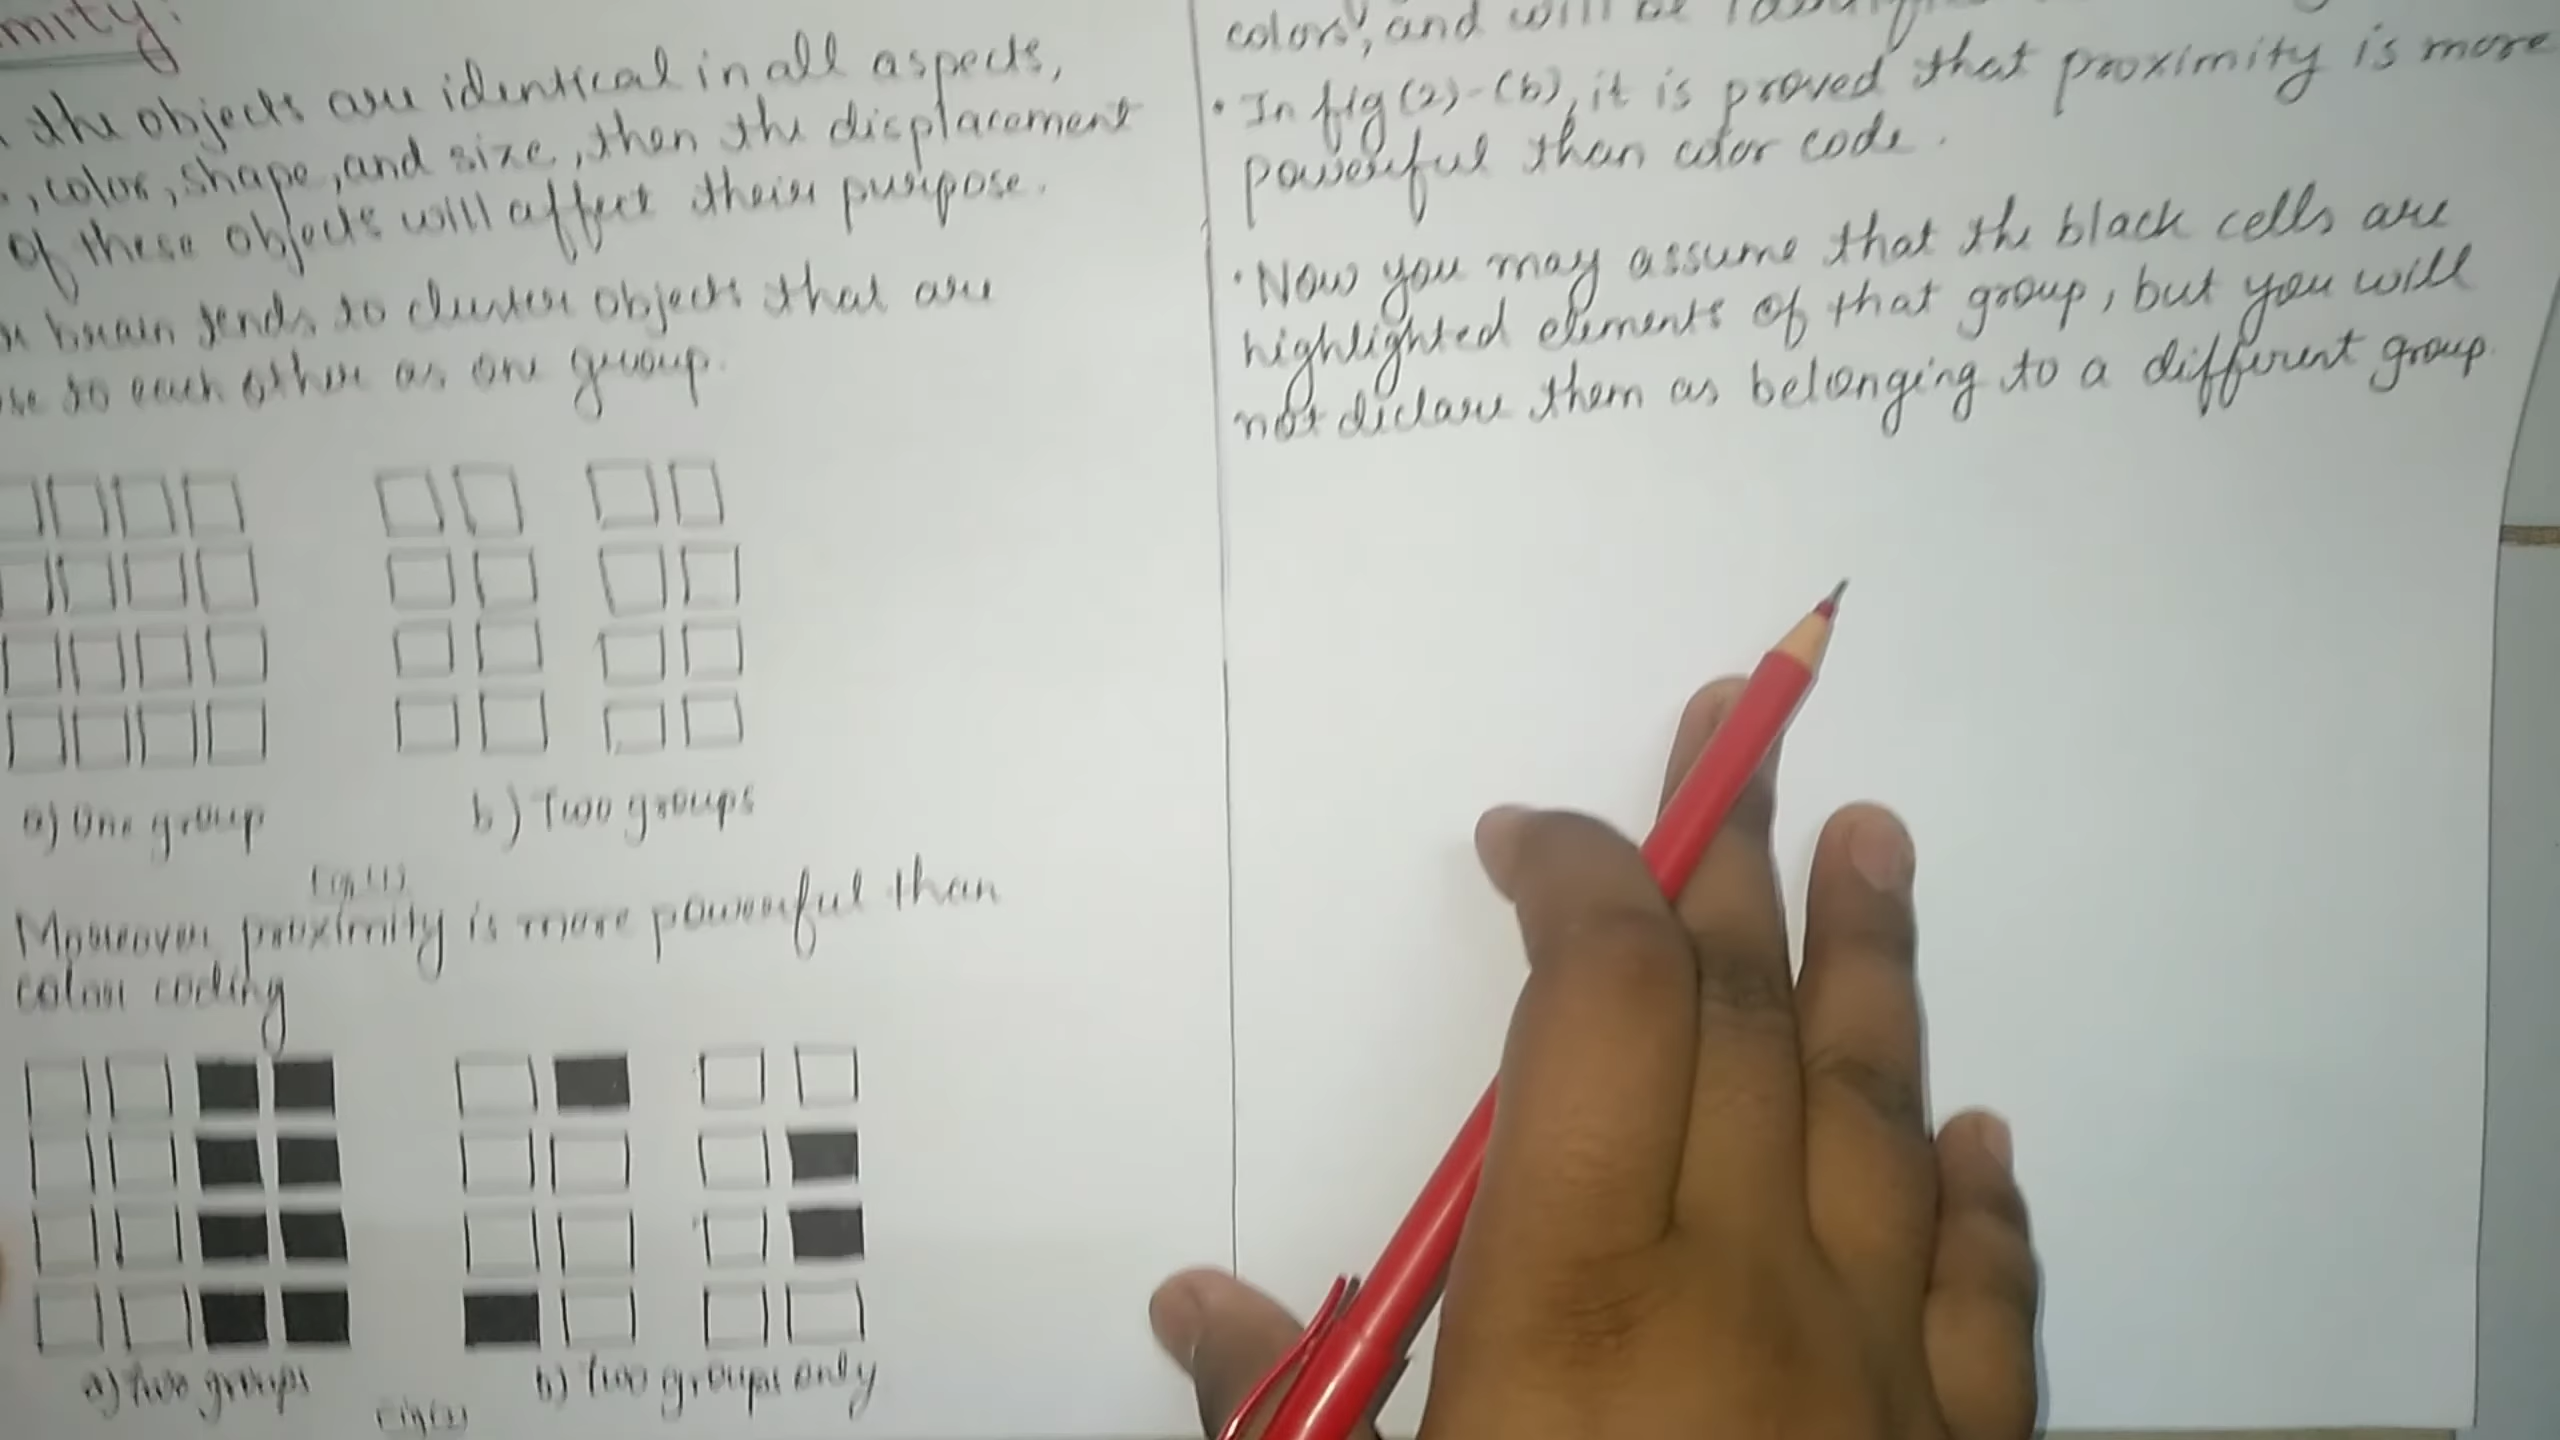 the objects are identical in all aspects,
, color, shape, and size, then the displacement
of these objects will affect their purpose.
brain tends to cluster objects that are
to each other as one group.
a) One group
b) Two groups
Fig (1)
Moreover proximity is more powerful than
color coding
a) Two groups
b) Two groups only
Fig (2)
colors, and will be
• In fig (2)-(b), it is proved that proximity is more
powerful than color code.
• Now you may assume that the black cells are
highlighted elements of that group, but you will
not declare them as belonging to a different group.